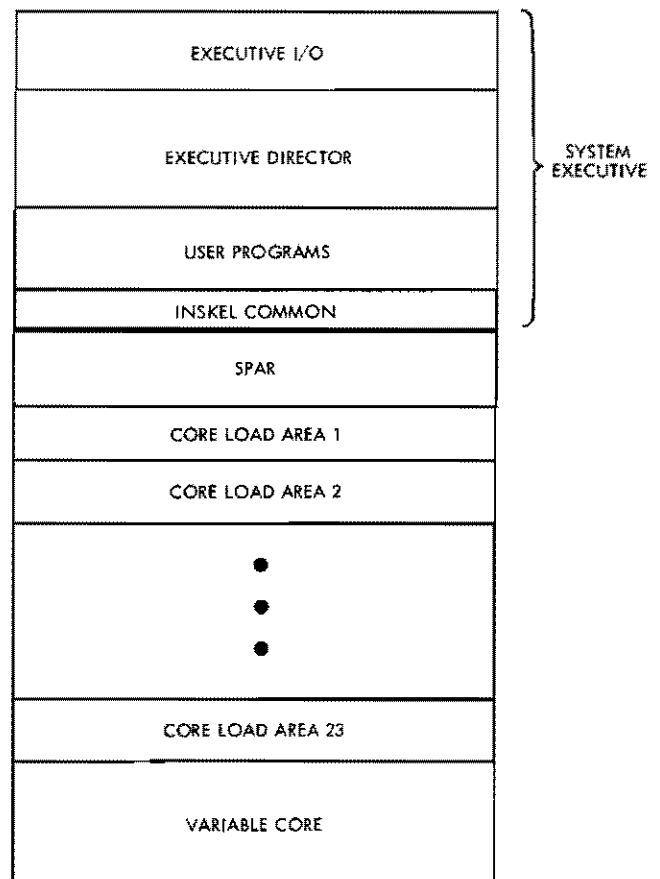 EXECUTIVE I/O
EXECUTIVE DIRECTOR
SYSTEM
EXECUTIVE
USER PROGRAMS
INSKEL COMMON
SPAR
CORE LOAD AREA 1
CORE LOAD AREA 2
CORE LOAD AREA 23
VARIABLE CORE